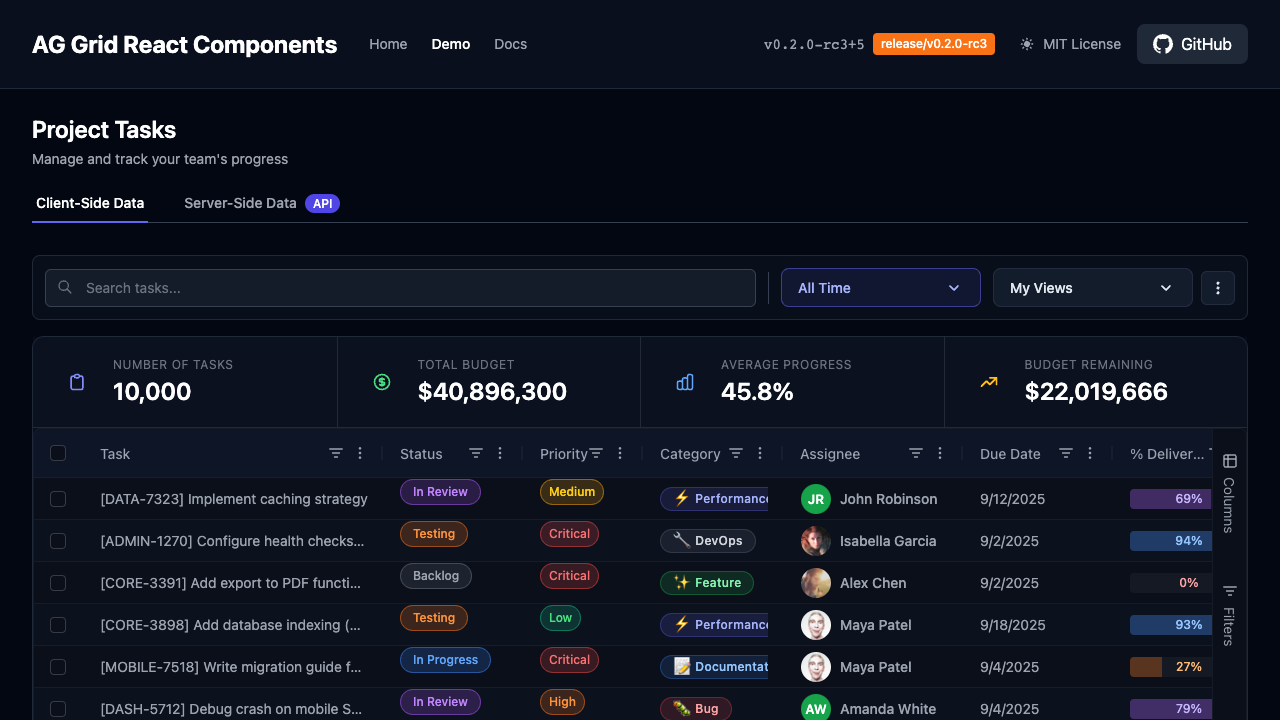 AG Grid React Components Home Demo Docs v0.2.0-rc3+5 release/v0.2.0-rc3 MIT License GitHub
Project Tasks
Manage and track your team's progress
Client-Side Data Server-Side Data API
Search tasks... All Time My Views
NUMBER OF TASKS TOTAL BUDGET AVERAGE PROGRESS BUDGET REMAINING
10,000 $40,896,300 45.8% $22,019,666
Task Status Priority Category Assignee Due Date % Deliver...
Columns
Filters
[DATA-7323] Implement caching strategy In Review Medium Performance JR John Robinson 9/12/2025 69%
[ADMIN-1270] Configure health checks... Testing Critical DevOps Isabella Garcia 9/2/2025 94%
[CORE-3391] Add export to PDF functi... Backlog Critical Feature Alex Chen 9/2/2025 0%
[CORE-3898] Add database indexing (... Testing Low Performance Maya Patel 9/18/2025 93%
[MOBILE-7518] Write migration guide f... In Progress Critical Documentat Maya Patel 9/4/2025 27%
[DASH-5712] Debug crash on mobile S... In Review High Bug AW Amanda White 9/4/2025 79%